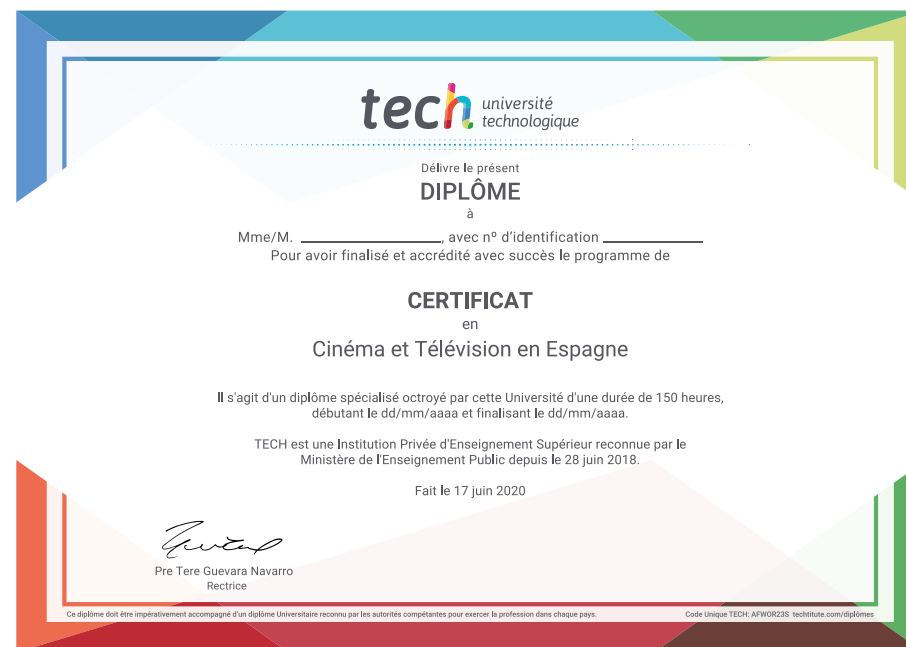 tech université
technologique
Délivre le présent
DIPLÔME
à
Mme/M. ____________________, avec nº d'identification ______________
Pour avoir finalisé et accrédité avec succès le programme de
CERTIFICAT
en
Cinéma et Télévision en Espagne
Il s'agit d'un diplôme spécialisé octroyé par cette Université d'une durée de 150 heures,
débutant le dd/mm/aaaa et finalisant le dd/mm/aaaa.
TECH est une Institution Privée d'Enseignement Supérieur reconnue par le
Ministère de l'Enseignement Public depuis le 28 juin 2018.
Fait le 17 juin 2020
Pre Tere Guevara Navarro
Rectrice
Ce diplôme doit être impérativement accompagné d'un diplôme Universitaire reconnu par les autorités compétantes pour exercer la profession dans chaque pays.
Code Unique TECH: AFWOR23S techtitute.com/diplômes